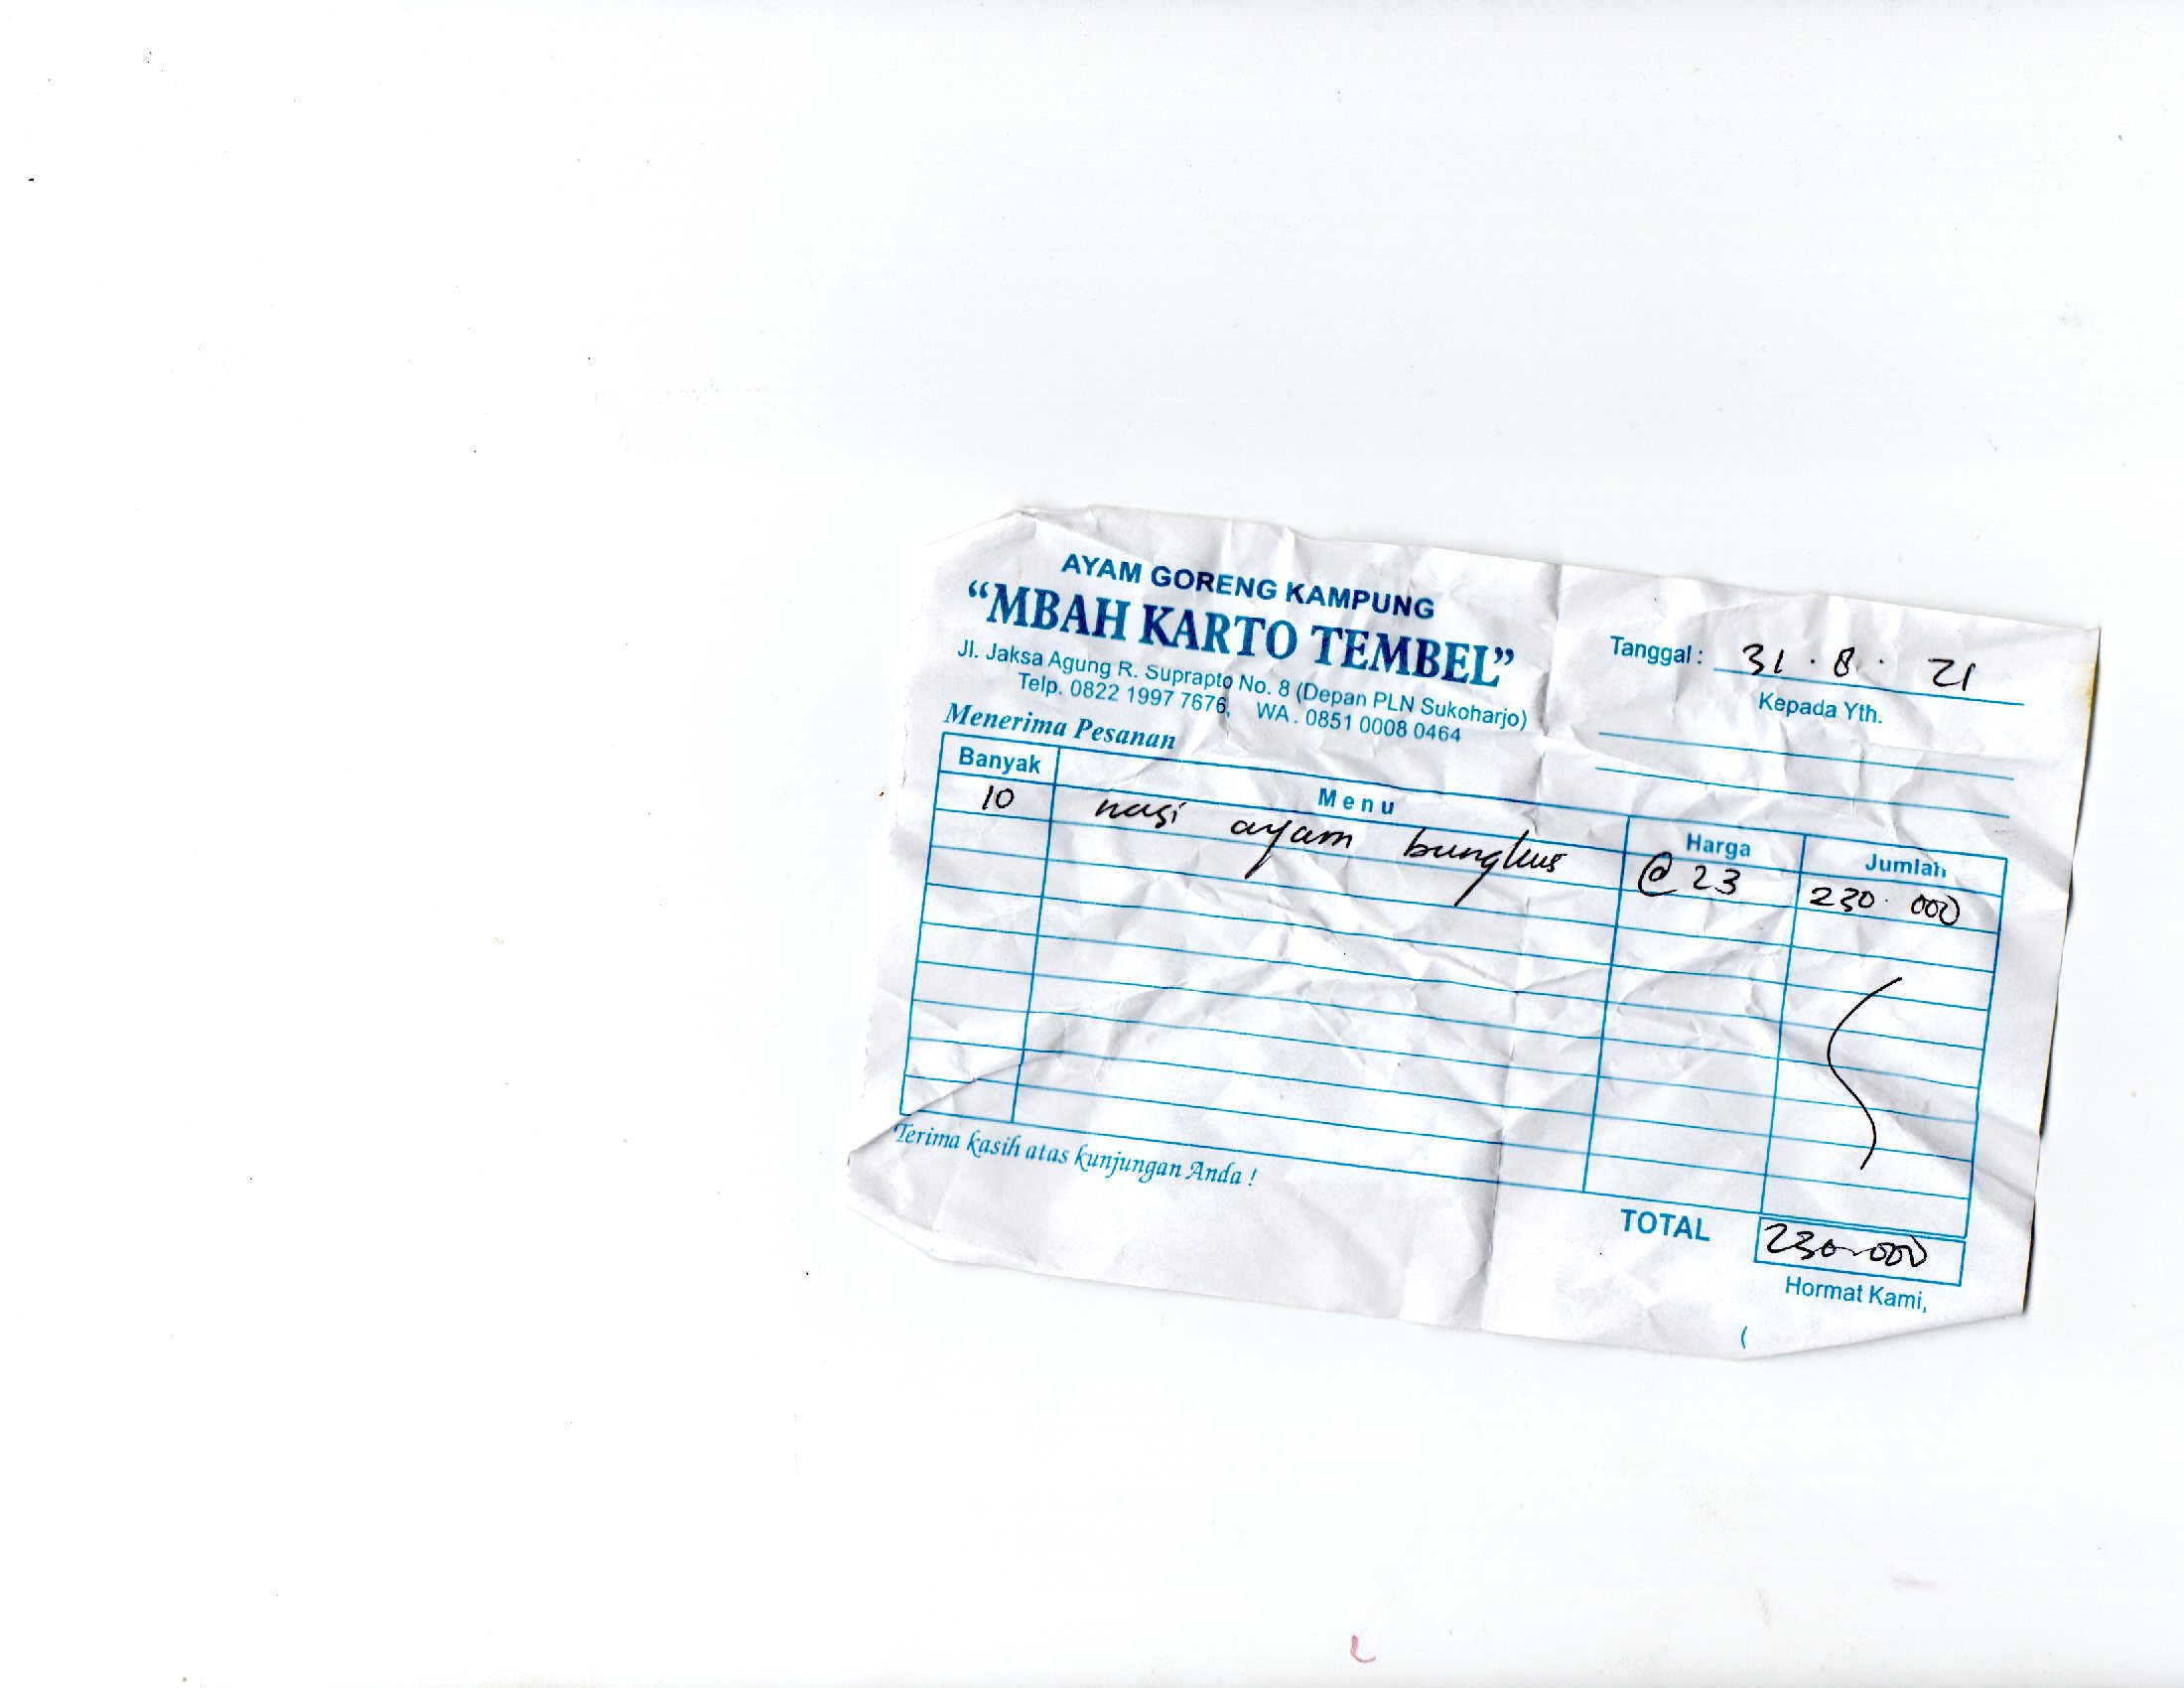 AYAM GORENG KAMPUNG
“MBAH KARTO TEMBEL”
Jl. Jaksa Agung R. Suprapto No. 8 (Depan PLN Sukoharjo)
Telp. 0822 1997 7676, WA . 0851 0008 0464
Menerima Pesanan
Tanggal : 31 . 8 . 21
Kepada Yth.
Banyak Menu Harga Jumlah
10 nasi ayam bungkus @ 23 230.000
Terima kasih atas kunjungan Anda !
TOTAL 230.000
Hormat Kami,
(